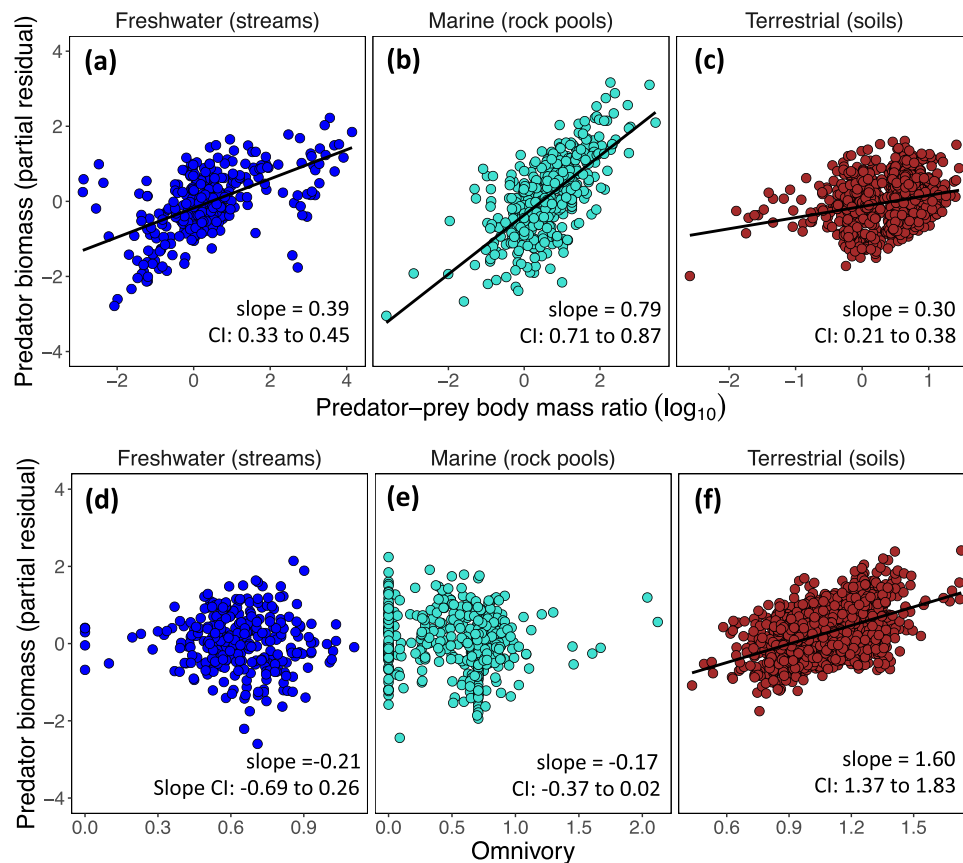 Freshwater (streams) Marine (rock pools) Terrestrial (soils)
Predator biomass (partial residual)
4
2
0
−2
−4
(a)
slope = 0.39
CI: 0.33 to 0.45
−2 0 2 4
(b)
slope = 0.79
CI: 0.71 to 0.87
−2 0 2
(c)
slope = 0.30
CI: 0.21 to 0.38
−2 −1 0 1
Predator−prey body mass ratio (log10)
Freshwater (streams) Marine (rock pools) Terrestrial (soils)
Predator biomass (partial residual)
4
2
0
−2
−4
(d)
slope =-0.21
Slope CI: -0.69 to 0.26
0.0 0.3 0.6 0.9
(e)
slope = -0.17
CI: -0.37 to 0.02
0.0 0.5 1.0 1.5 2.0
(f)
slope = 1.60
CI: 1.37 to 1.83
0.6 0.9 1.2 1.5
Omnivory